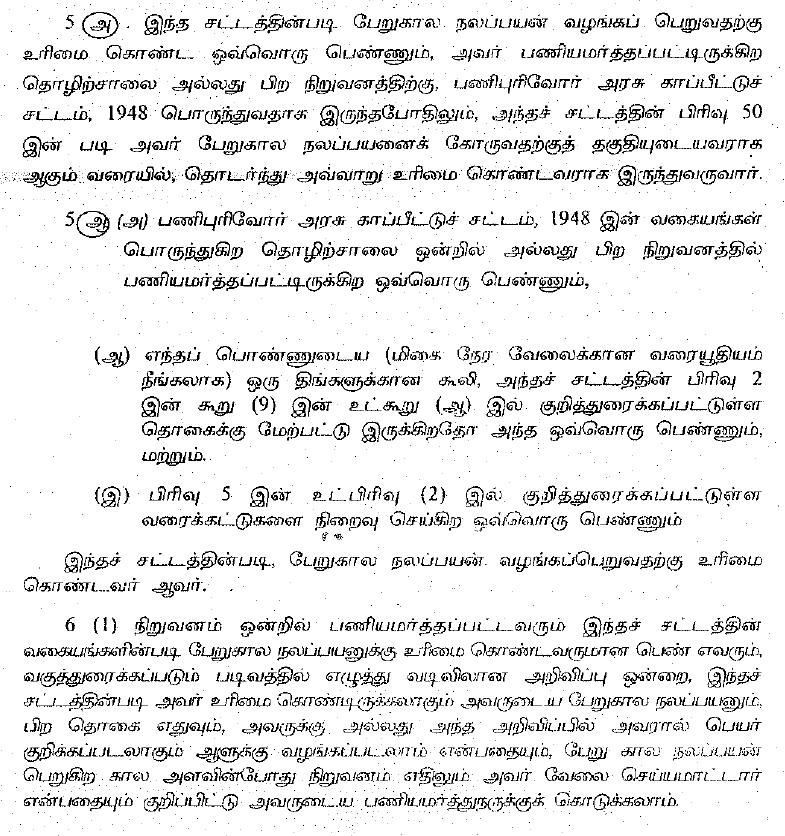 5 அ . இந்த சட்டத்தின்படி பேறுகால நலப்பயன் வழங்கப் பெறுவதற்கு
உரிமை கொண்ட ஒவ்வொரு பெண்ணும், அவர் பணியமர்த்தப்பட்டிருக்கிற
தொழிற்சாலை அல்லது பிற நிறுவனத்திற்கு, பணிபுரிவோர் அரசு காப்பீட்டுச்
சட்டம், 1948 பொருந்துவதாக இருந்தபோதிலும், அந்தச் சட்டத்தின் பிரிவு 50
இன் படி அவர் பேறுகால நலப்பயனைக் கோருவதற்குத் தகுதியுடையவராக
ஆகும் வரையில், தொடர்ந்து அவ்வாறு உரிமை கொண்டவராக இருந்துவருவார்.
5 ஆ (அ) பணிபுரிவோர் அரசு காப்பீட்டுச் சட்டம், 1948 இன் வகையங்கள்
பொருந்துகிற தொழிற்சாலை ஒன்றில் அல்லது பிற நிறுவனத்தில்
பணியமர்த்தப்பட்டிருக்கிற ஒவ்வொரு பெண்ணும்,
(ஆ) எந்தப் பொண்ணுடைய (மிகை நேர வேலைக்கான வரையூதியம்
நீங்கலாக) ஒரு திங்களுக்கான கூலி, அந்தச் சட்டத்தின் பிரிவு 2
இன் கூறு (9) இன் உட்கூறு (ஆ) இல் குறித்துரைக்கப்பட்டுள்ள
தொகைக்கு மேற்பட்டு இருக்கிறதோ அந்த ஒவ்வொரு பெண்ணும்,
மற்றும்.
(இ) பிரிவு 5 இன் உட்பிரிவு (2) இல் குறித்துரைக்கப்பட்டுள்ள
வரைக்கட்டுகளை நிறைவு செய்கிற ஒவ்வொரு பெண்ணும்
இந்தச் சட்டத்தின்படி, பேறுகால நலப்பயன் வழங்கப்பெறுவதற்கு உரிமை
கொண்டவர் ஆவர்.
6 (1) நிறுவனம் ஒன்றில் பணியமர்த்தப்பட்டவரும் இந்தச் சட்டத்தின்
வகையங்களின்படி பேறுகால நலப்பயனுக்கு உரிமை கொண்டவருமான பெண் எவரும்,
வகுத்துரைக்கப்படும் படிவத்தில் எழுத்து வடிவிலான அறிவிப்பு ஒன்றை, இந்தச்
சட்டத்தின்படி அவர் உரிமை கொண்டிருக்கலாகும் அவருடைய பேறுகால நலப்பயனும்,
பிற தொகை எதுவும், அவருக்கு அல்லது அந்த அறிவிப்பில் அவரால் பெயர்
குறிக்கப்படலாகும் ஆளுக்கு வழங்கப்படலாம் என்பதையும், பேறு கால நலப்பயன்
பெறுகிற கால அளவின்போது நிறுவனம் எதிலும் அவர் வேலை செய்யமாட்டார்
என்பதையும் குறிப்பிட்டு அவருடைய பணியமர்த்துநருக்குக் கொடுக்கலாம்.